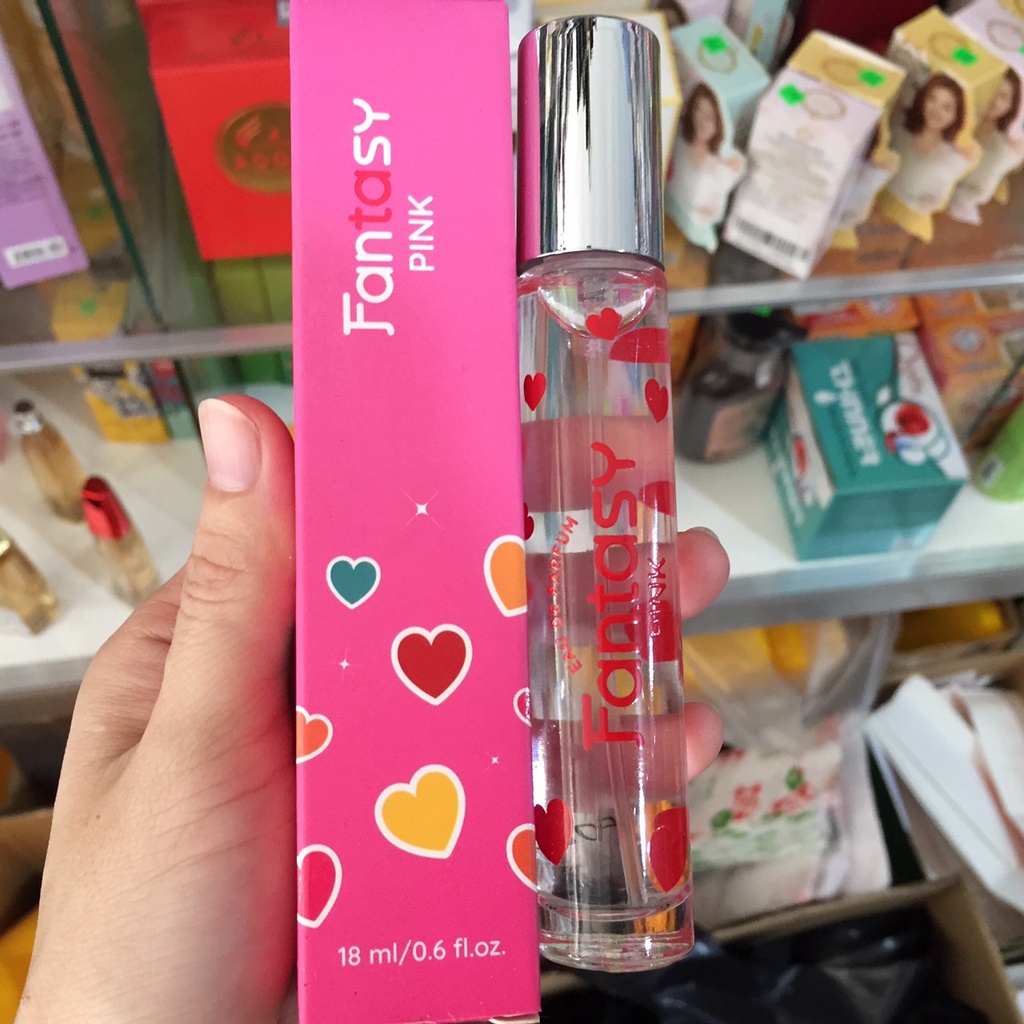 Fantasy
PINK
18 ml/0.6 fl.oz.
Fantasy
PINK
EAU DE PARFUM